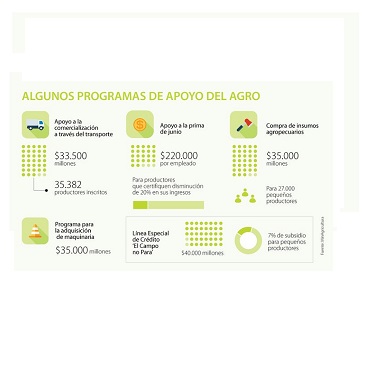 ALGUNOS PROGRAMAS DE APOYO DEL AGRO
Apoyo a la
comercialización
a través del transporte
$33.500
millones
35.382
productores inscritos
Apoyo a la prima
de junio
$220.000
por empleado
Para productores
que certifiquen disminución
de 20% en sus ingresos
Compra de insumos
agropecuarios
$35.000
millones
Para 27.000
pequeños
productores
Programa para
la adquisición
de maquinaria
$35.000 millones
Línea Especial
de Crédito
'El Campo
no Para'
$40.000 millones
7% de subsidio
para pequeños
productores
Fuente: MinAgricultura